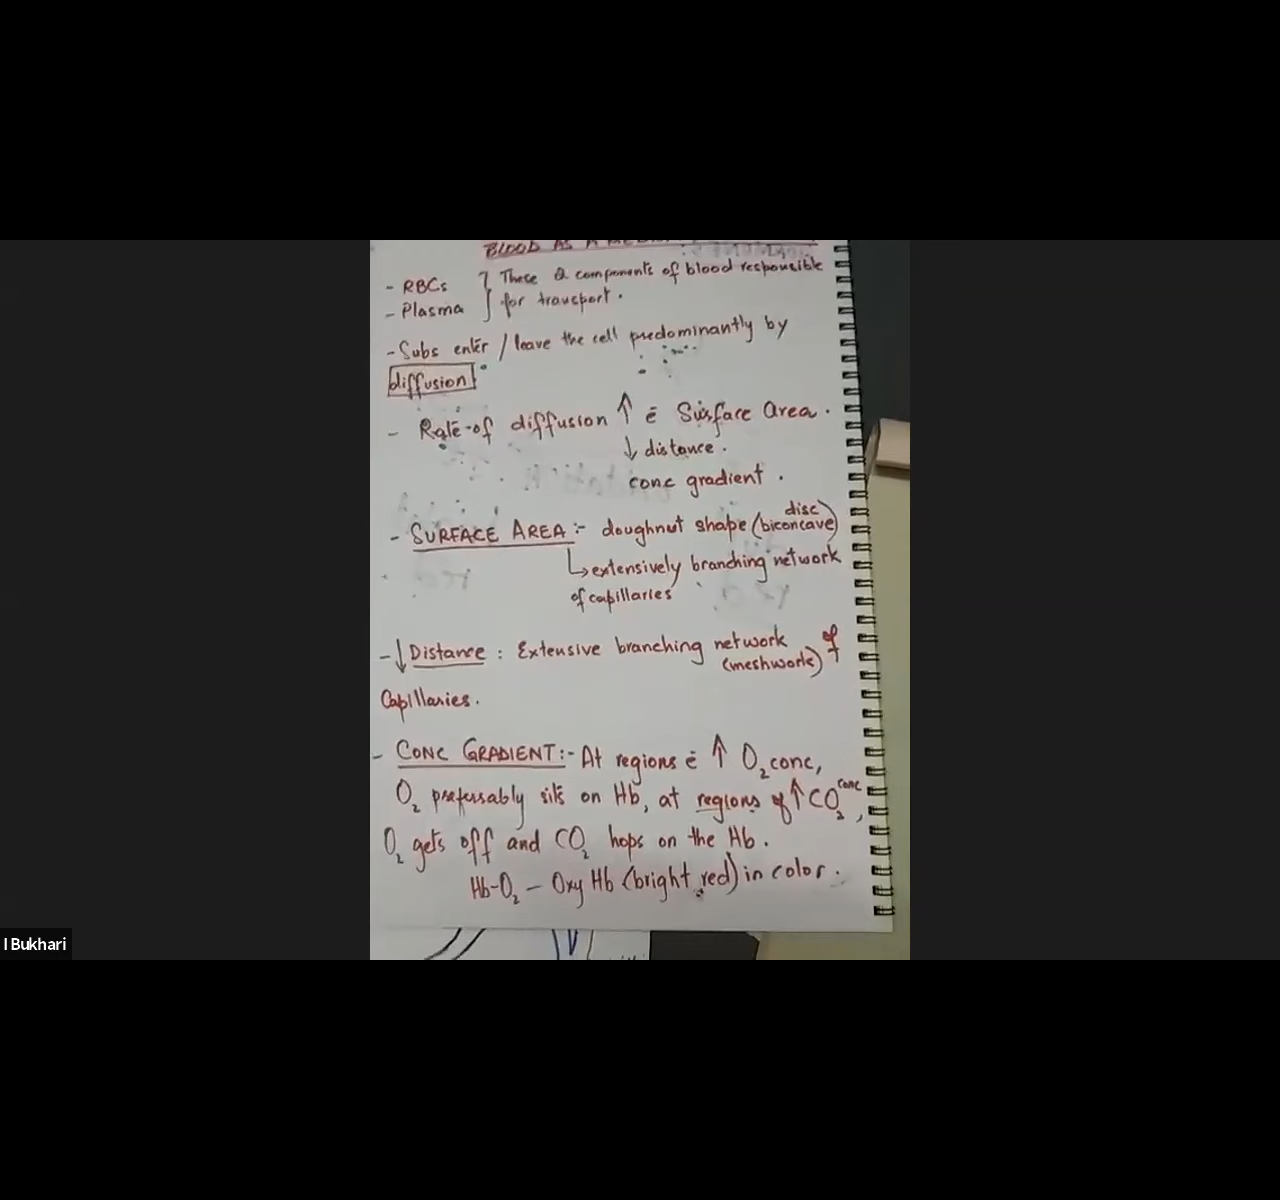 BLOOD AS A
- RBCs } These 2 components of blood responsible
- Plasma } for transport.
- Subs enter / leave the cell predominantly by
diffusion.
- Rate of diffusion ↑ c̄ Surface Area.
↓ distance.
conc gradient.
- SURFACE AREA :- doughnut shape (biconcave disc)
↳ extensively branching network
of capillaries
- ↓ Distance : Extensive branching network (meshwork) of
Capillaries.
- CONC GRADIENT :- At regions c̄ ↑ O₂ conc,
O₂ preferrably sits on Hb, at regions of ↑ CO₂ conc,
O₂ gets off and CO₂ hops on the Hb.
Hb-O₂ – Oxy Hb (bright red) in color.
I Bukhari